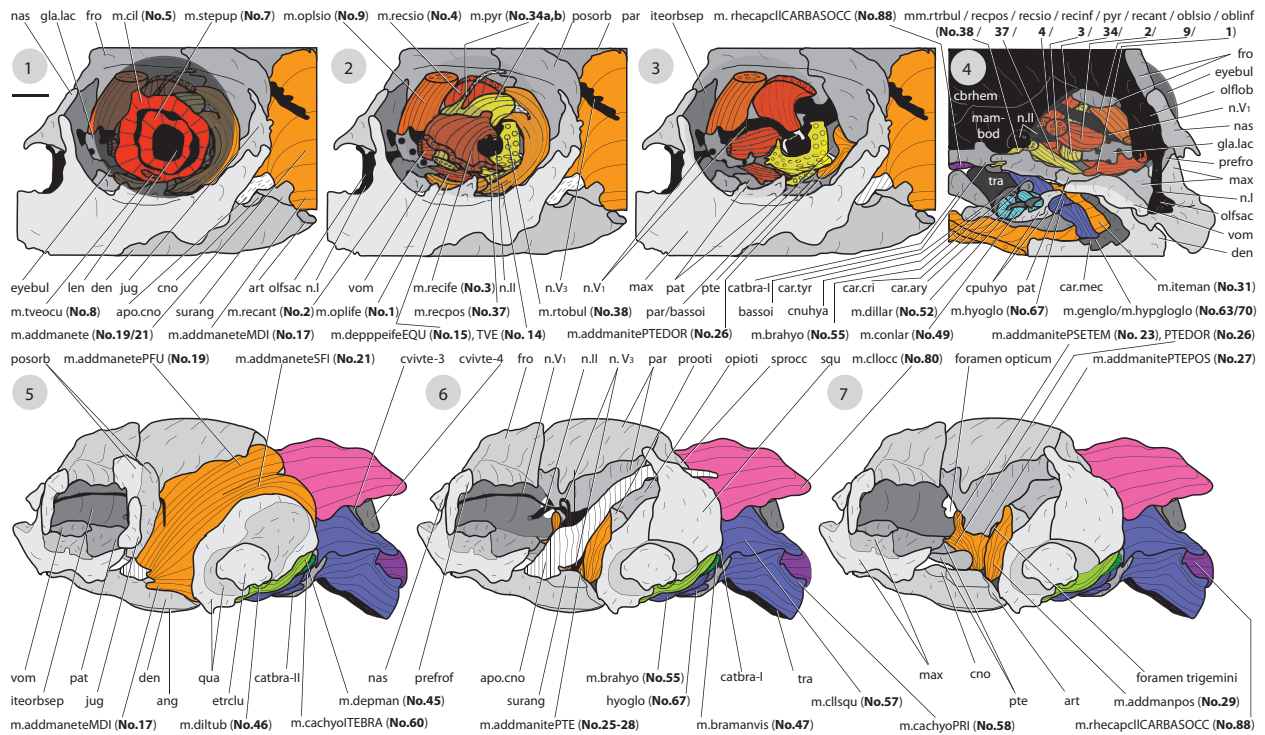 nas gla.lac fro m.cil (No.5) m.stepup (No.7) m.oplsio (No.9) m.recsio (No.4) m.pyr (No.34a,b) posorb par iteorbsep m. rhecapcllCARBASOCC (No.88) mm.rtrbul / recpos / recsio / recinf / pyr / recant / oblsio / oblinf
(No.38 / 37 / 4 / 3 / 34/ 2/ 9/ 1)
1
2
3
4
fro
eyebul
olflob
n.V1
nas
gla.lac
prefro
max
n.I
olfsac
vom
den
cbrhem
mam-
bod
n.II
tra
eyebul len den jug cno art olfsac n.I vom m.recife (No.3) n.II n.V3 n.V1 max pat pte catbra-I car.tyr car.cri car.ary cpuhyo pat car.mec m.iteman (No.31)
m.tveocu (No.8) apo.cno surang m.recant (No.2) m.oplife (No.1) m.recpos (No.37) m.rtobul (No.38) par/bassoi bassoi cnuhya m.dillar (No.52) m.hyoglo (No.67) m.genglo/m.hypgloglo (No.63/70)
m.addmanete (No.19/21) m.addmaneteMDI (No.17) m.depppeifeEQU (No.15), TVE (No. 14) m.addmanitePTEDOR (No.26) m.brahyo (No.55) m.conlar (No.49) m.addmanitePSETEM (No. 23), PTEDOR (No.26)
posorb m.addmanetePFU (No.19) m.addmaneteSFI (No.21) cvivte-3 cvivte-4 fro n.V1 n.II n. V3 par prooti opioti sprocc squ m.cllocc (No.80) foramen opticum m.addmanitePTEPOS (No.27)
5
6
7
vom pat den qua catbra-II nas prefrof apo.cno m.brahyo (No.55) catbra-I tra max cno foramen trigemini
iteorbsep jug ang etrclu m.depman (No.45) surang hyoglo (No.67) m.cllsqu (No.57) pte art m.addmanpos (No.29)
m.addmaneteMDI (No.17) m.diltub (No.46) m.cachyolTEBRA (No.60) m.addmanitePTE (No.25-28) m.bramanvis (No.47) m.cachyoPRI (No.58) m.rhecapcllCARBASOCC (No.88)